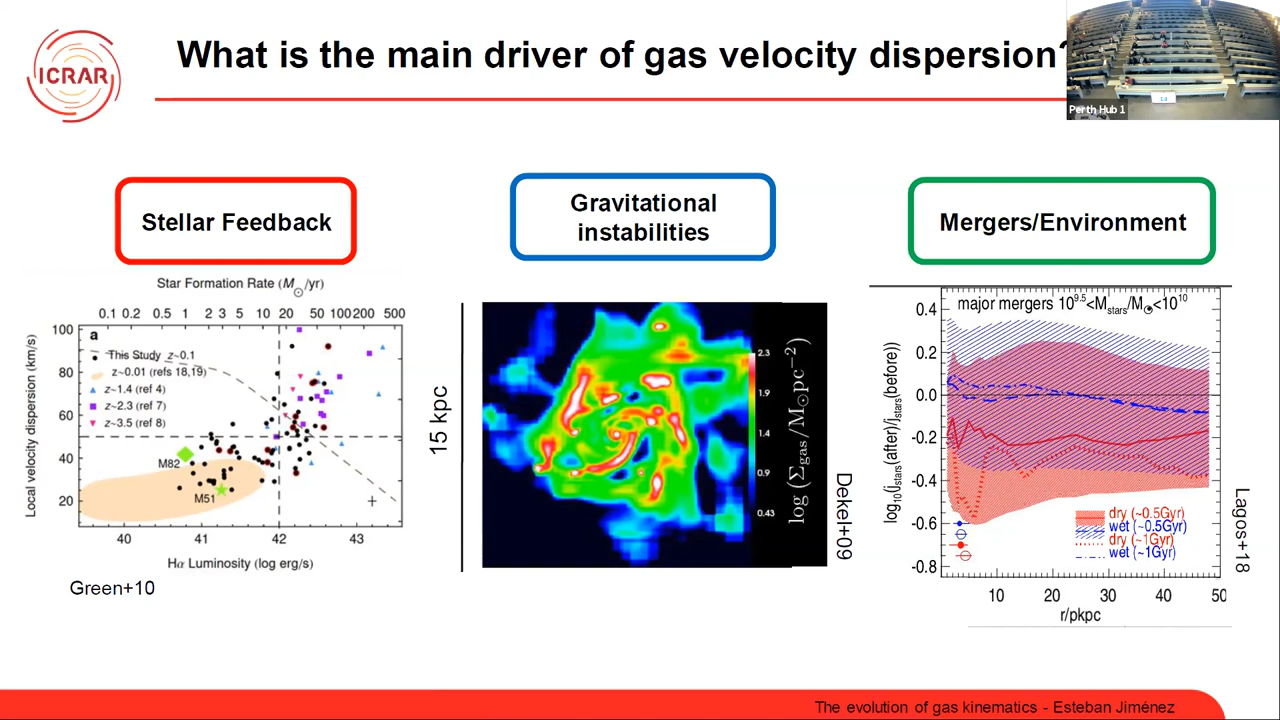 ICRAR
What is the main driver of gas velocity dispersion?
Perth Hub 1
Stellar Feedback
Gravitational
instabilities
Mergers/Environment
Star Formation Rate (M☉/yr)
0.1 0.2 0.5 1 2 3 5 10 20 50 100 200 500
Local velocity dispersion (km/s)
100
80
60
40
20
a
This Study z~0.1
z~0.01 (refs 18,19)
z~1.4 (ref 4)
z~2.3 (ref 7)
z~3.5 (ref 8)
M82
M51
40 41 42 43
Hα Luminosity (log erg/s)
Green+10
15 kpc
2.3
1.9
1.4
0.9
0.43
log (Σgas/M⊙pc⁻²)
Dekel+09
major mergers 10^9.5<Mstars/M⊙<10^10
log10(jstars(after)/jstars(before))
0.4
0.2
0.0
-0.2
-0.4
-0.6
-0.8
dry (~0.5Gyr)
wet (~0.5Gyr)
dry (~1Gyr)
wet (~1Gyr)
10 20 30 40 50
r/pkpc
Lagos+18
The evolution of gas kinematics - Esteban Jiménez